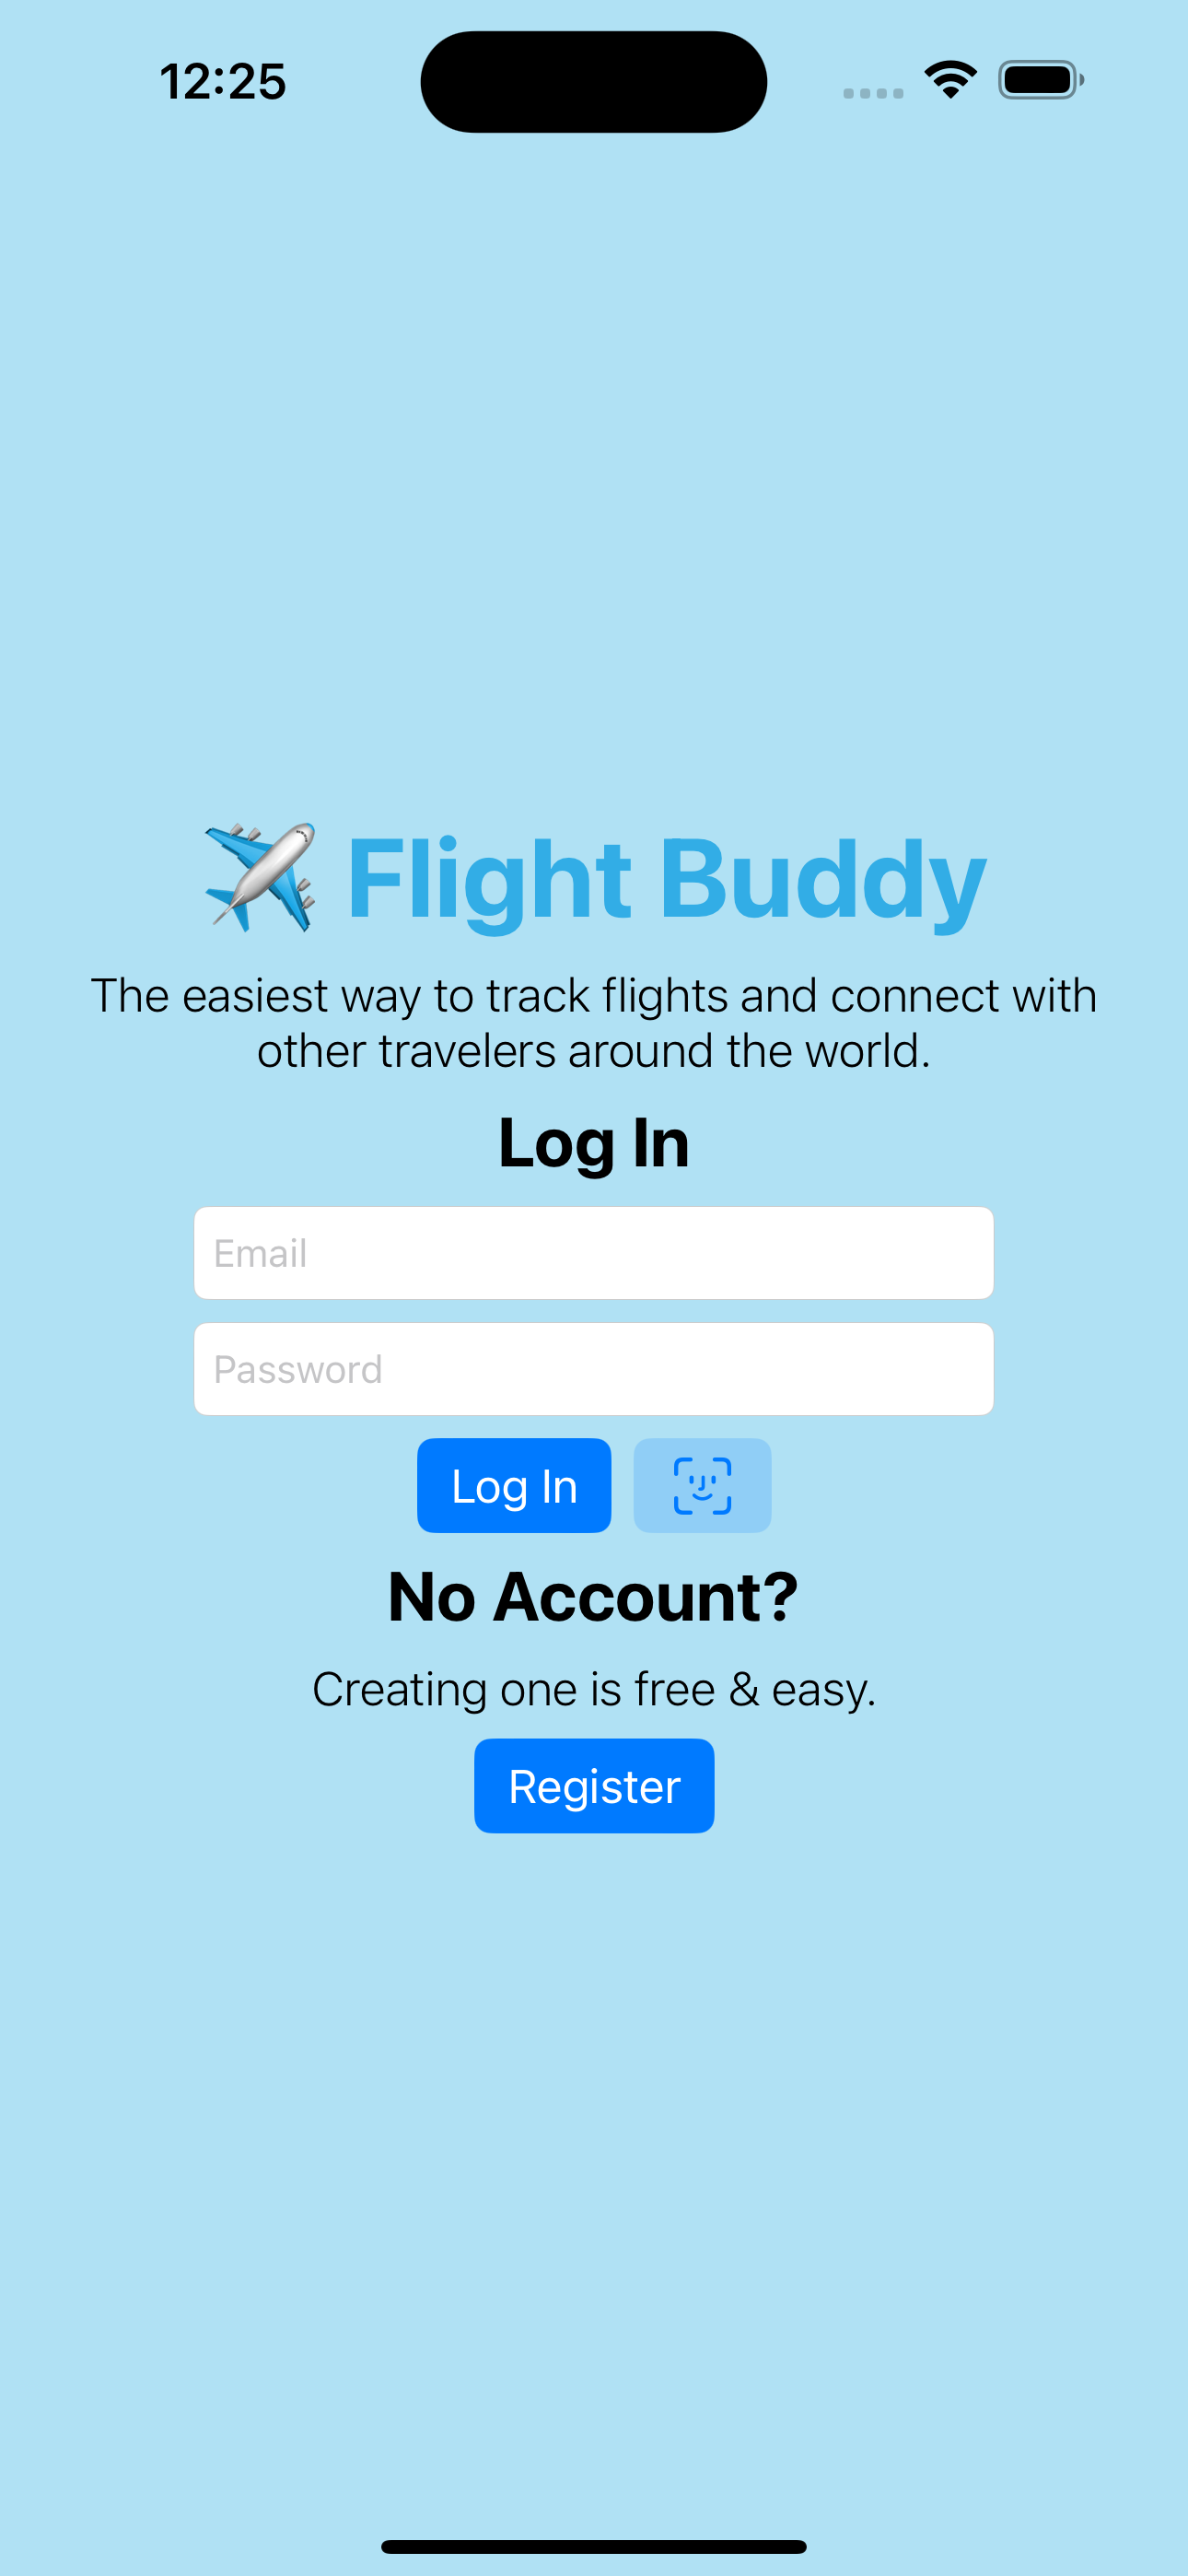 12:25
Flight Buddy
The easiest way to track flights and connect with
other travelers around the world.
Log In
Email
Password
Log In
No Account?
Creating one is free & easy.
Register